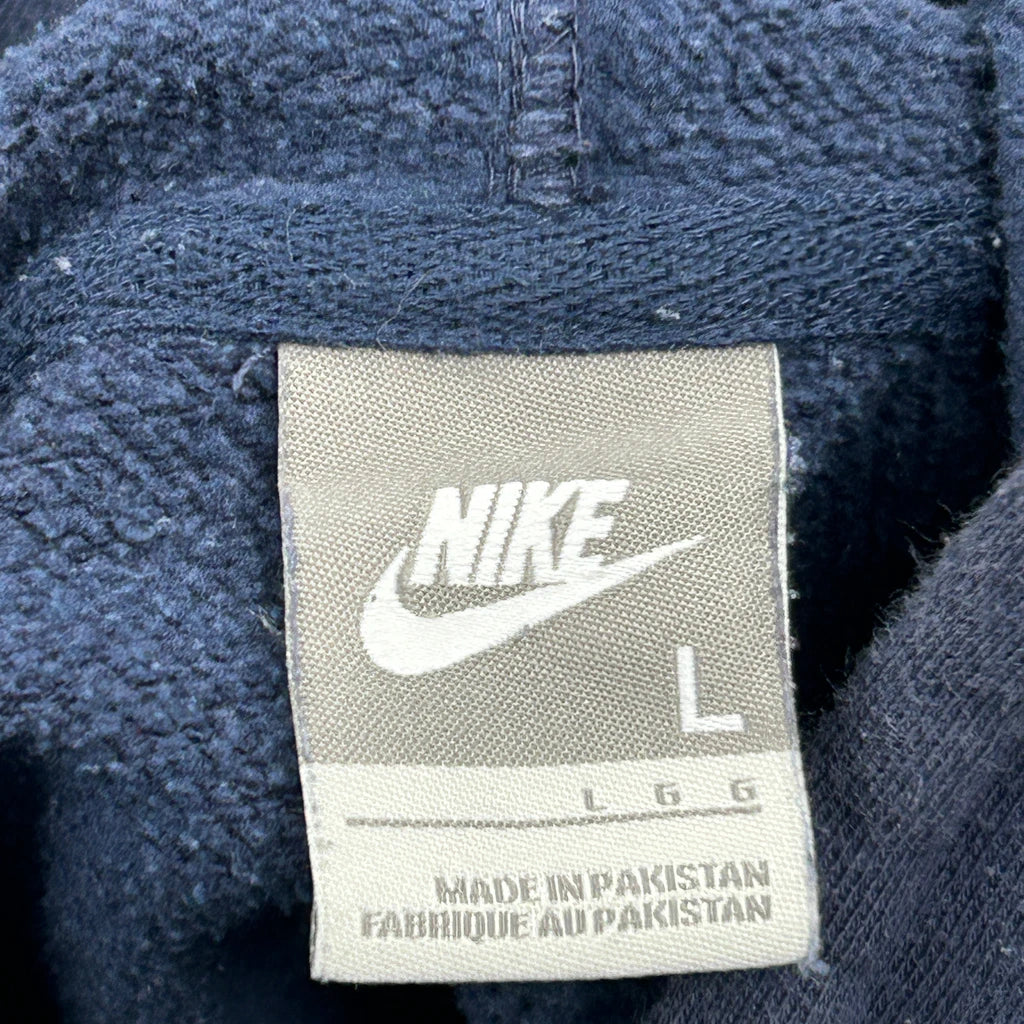 NIKE
L
L G G
MADE IN PAKISTAN
FABRIQUE AU PAKISTAN